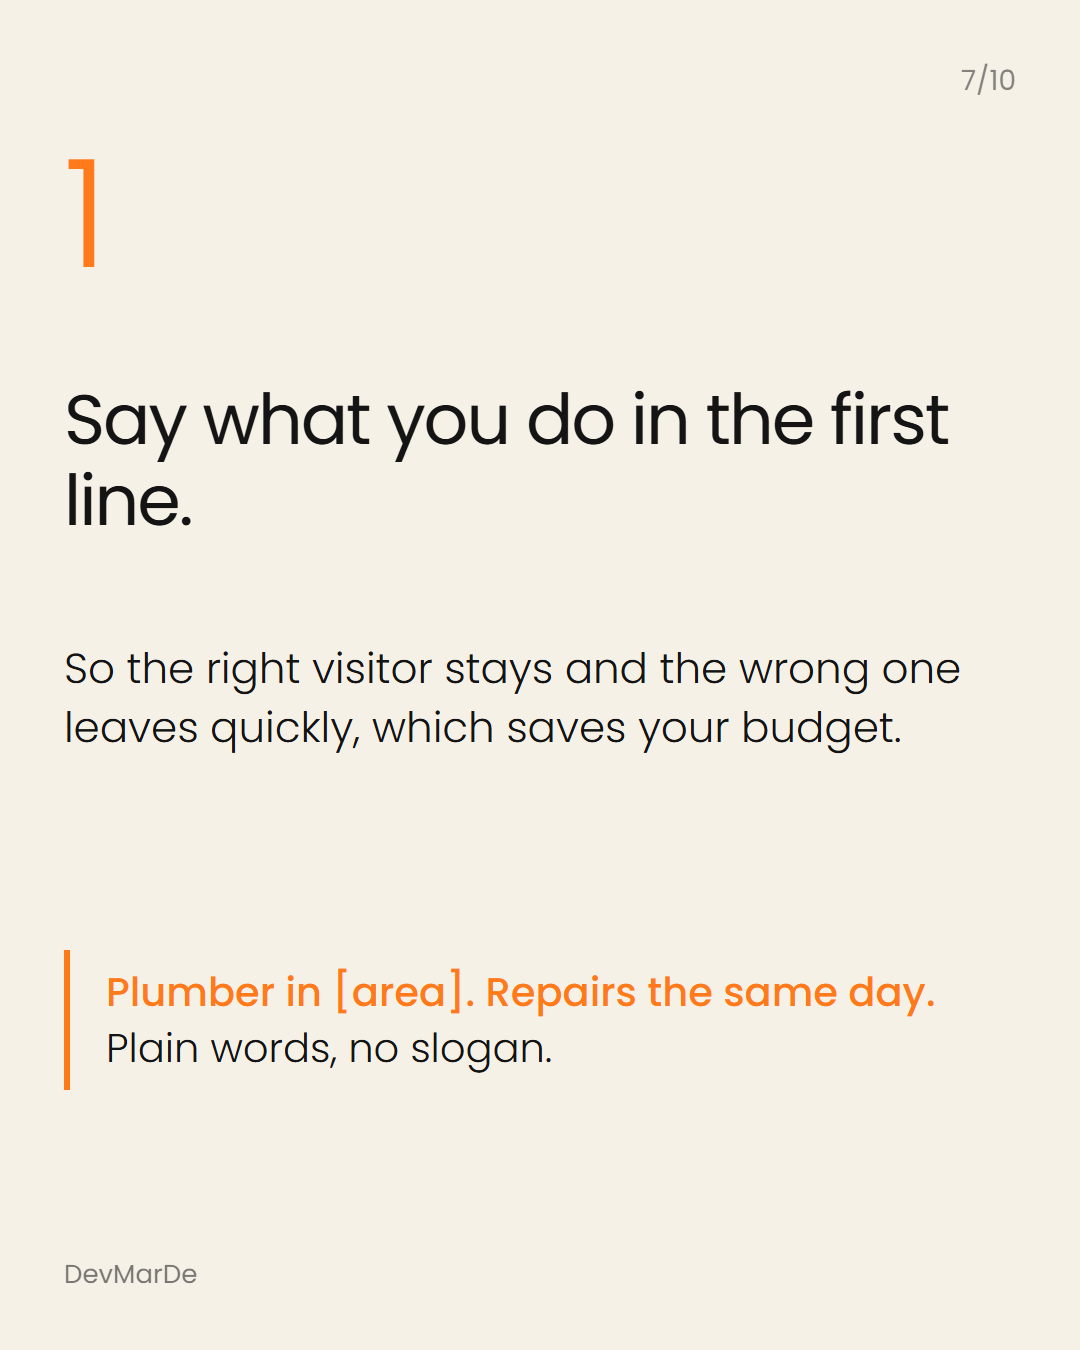 7/10
1
Say what you do in the first
line.
So the right visitor stays and the wrong one
leaves quickly, which saves your budget.
Plumber in [area]. Repairs the same day.
Plain words, no slogan.
DevMarDe